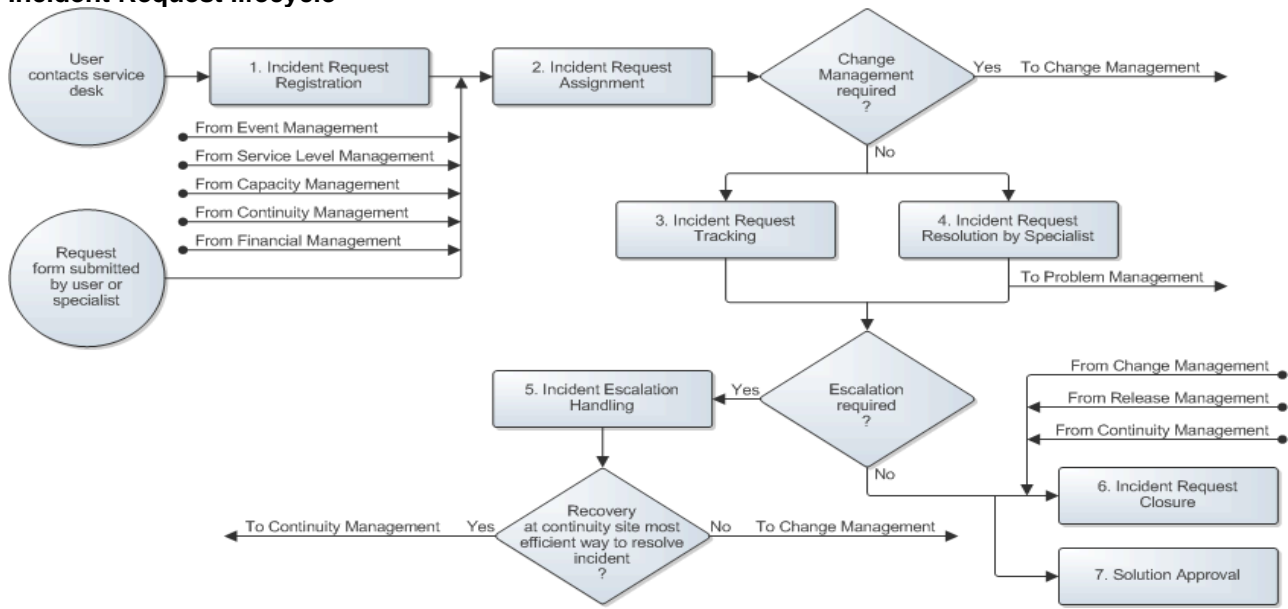 Incident Request lifecycle
User
contacts service
desk
1. Incident Request
Registration
2. Incident Request
Assignment
Change
Management
required
?
Yes
To Change Management
No
From Event Management
From Service Level Management
From Capacity Management
From Continuity Management
From Financial Management
Request
form submitted
by user or
specialist
3. Incident Request
Tracking
4. Incident Request
Resolution by Specialist
To Problem Management
5. Incident Escalation
Handling
Yes
Escalation
required
?
No
From Change Management
From Release Management
From Continuity Management
6. Incident Request
Closure
To Continuity Management
Yes
Recovery
at continuity site most
efficient way to resolve
incident
?
No
To Change Management
7. Solution Approval